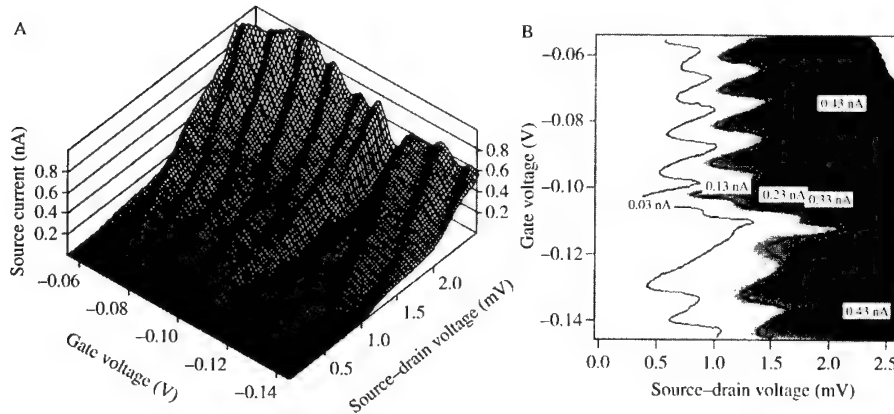 A
Source current (nA)
0.8
0.6
0.4
0.2
0.8
0.6
0.4
0.2
−0.06
−0.08
−0.10
−0.12
−0.14
Gate voltage (V)
0.5
1.0
1.5
2.0
Source–drain voltage (mV)
B
Gate voltage (V)
−0.06
−0.08
−0.10
−0.12
−0.14
0.43 nA
0.13 nA
0.23 nA
0.33 nA
0.03 nA
0.43 nA
0.0
0.5
1.0
1.5
2.0
2.5
Source–drain voltage (mV)